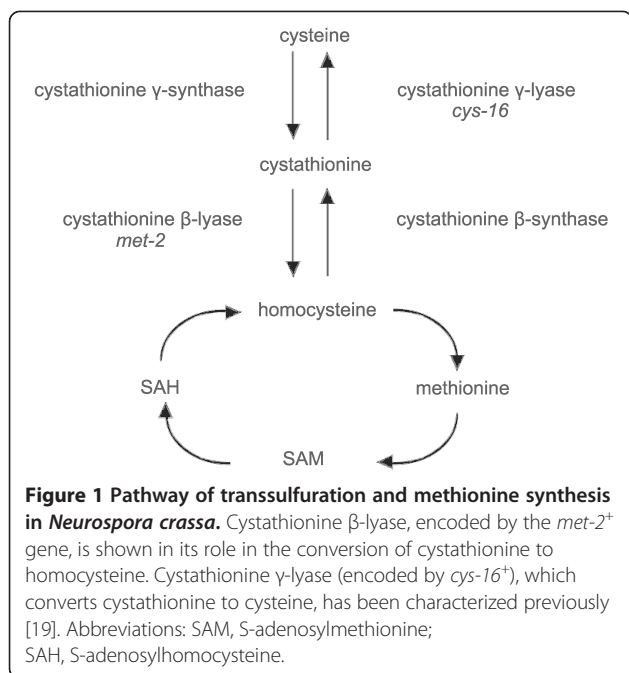 cysteine
cystathionine γ-synthase
cystathionine γ-lyase
cys-16
cystathionine
cystathionine β-lyase
met-2
cystathionine β-synthase
homocysteine
SAH
methionine
SAM
Figure 1 Pathway of transsulfuration and methionine synthesis
in Neurospora crassa. Cystathionine β-lyase, encoded by the met-2⁺
gene, is shown in its role in the conversion of cystathionine to
homocysteine. Cystathionine γ-lyase (encoded by cys-16⁺), which
converts cystathionine to cysteine, has been characterized previously
[19]. Abbreviations: SAM, S-adenosylmethionine;
SAH, S-adenosylhomocysteine.